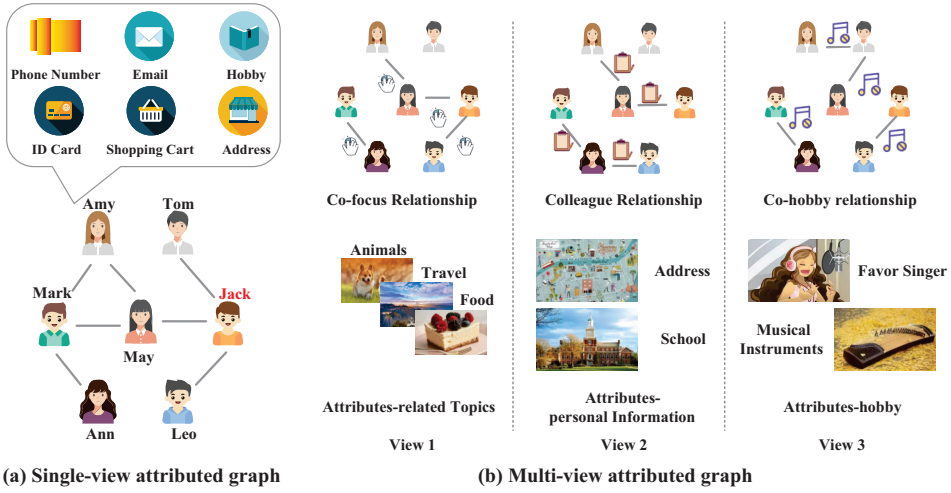 Phone Number
Email
Hobby
ID Card
Shopping Cart
Address
Amy
Tom
Mark
Jack
May
Ann
Leo
(a) Single-view attributed graph
Co-focus Relationship
Colleague Relationship
Co-hobby relationship
Animals
Travel
Food
Address
School
Favor Singer
Musical
Instruments
Attributes-related Topics
Attributes-
personal Information
Attributes-hobby
View 1
View 2
View 3
(b) Multi-view attributed graph